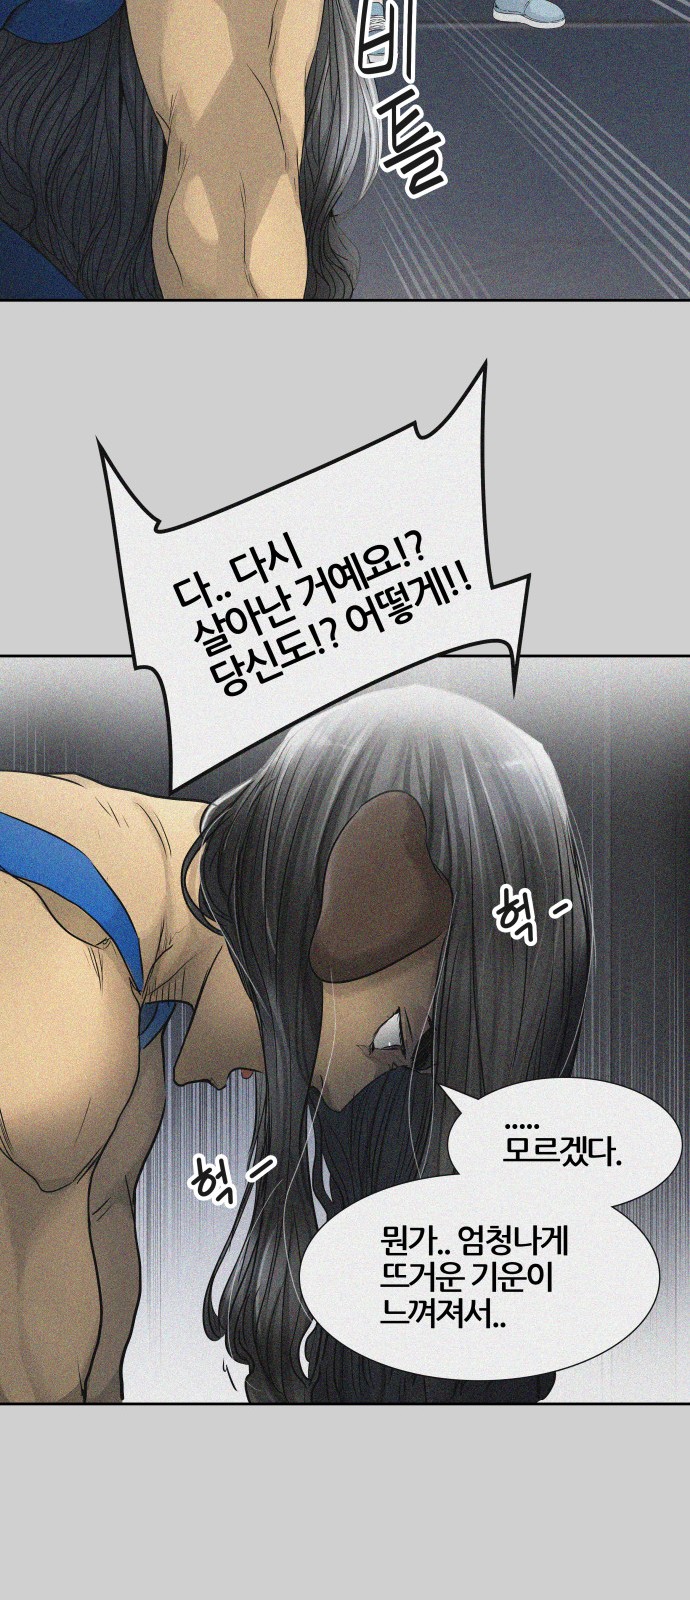 비
틀
다.. 다시
살아난 거예요!?
당신도!? 어떻게!!
헉 -
.....
모르겠다.
헉 -
뭔가.. 엄청나게
뜨거운 기운이
느껴져서..